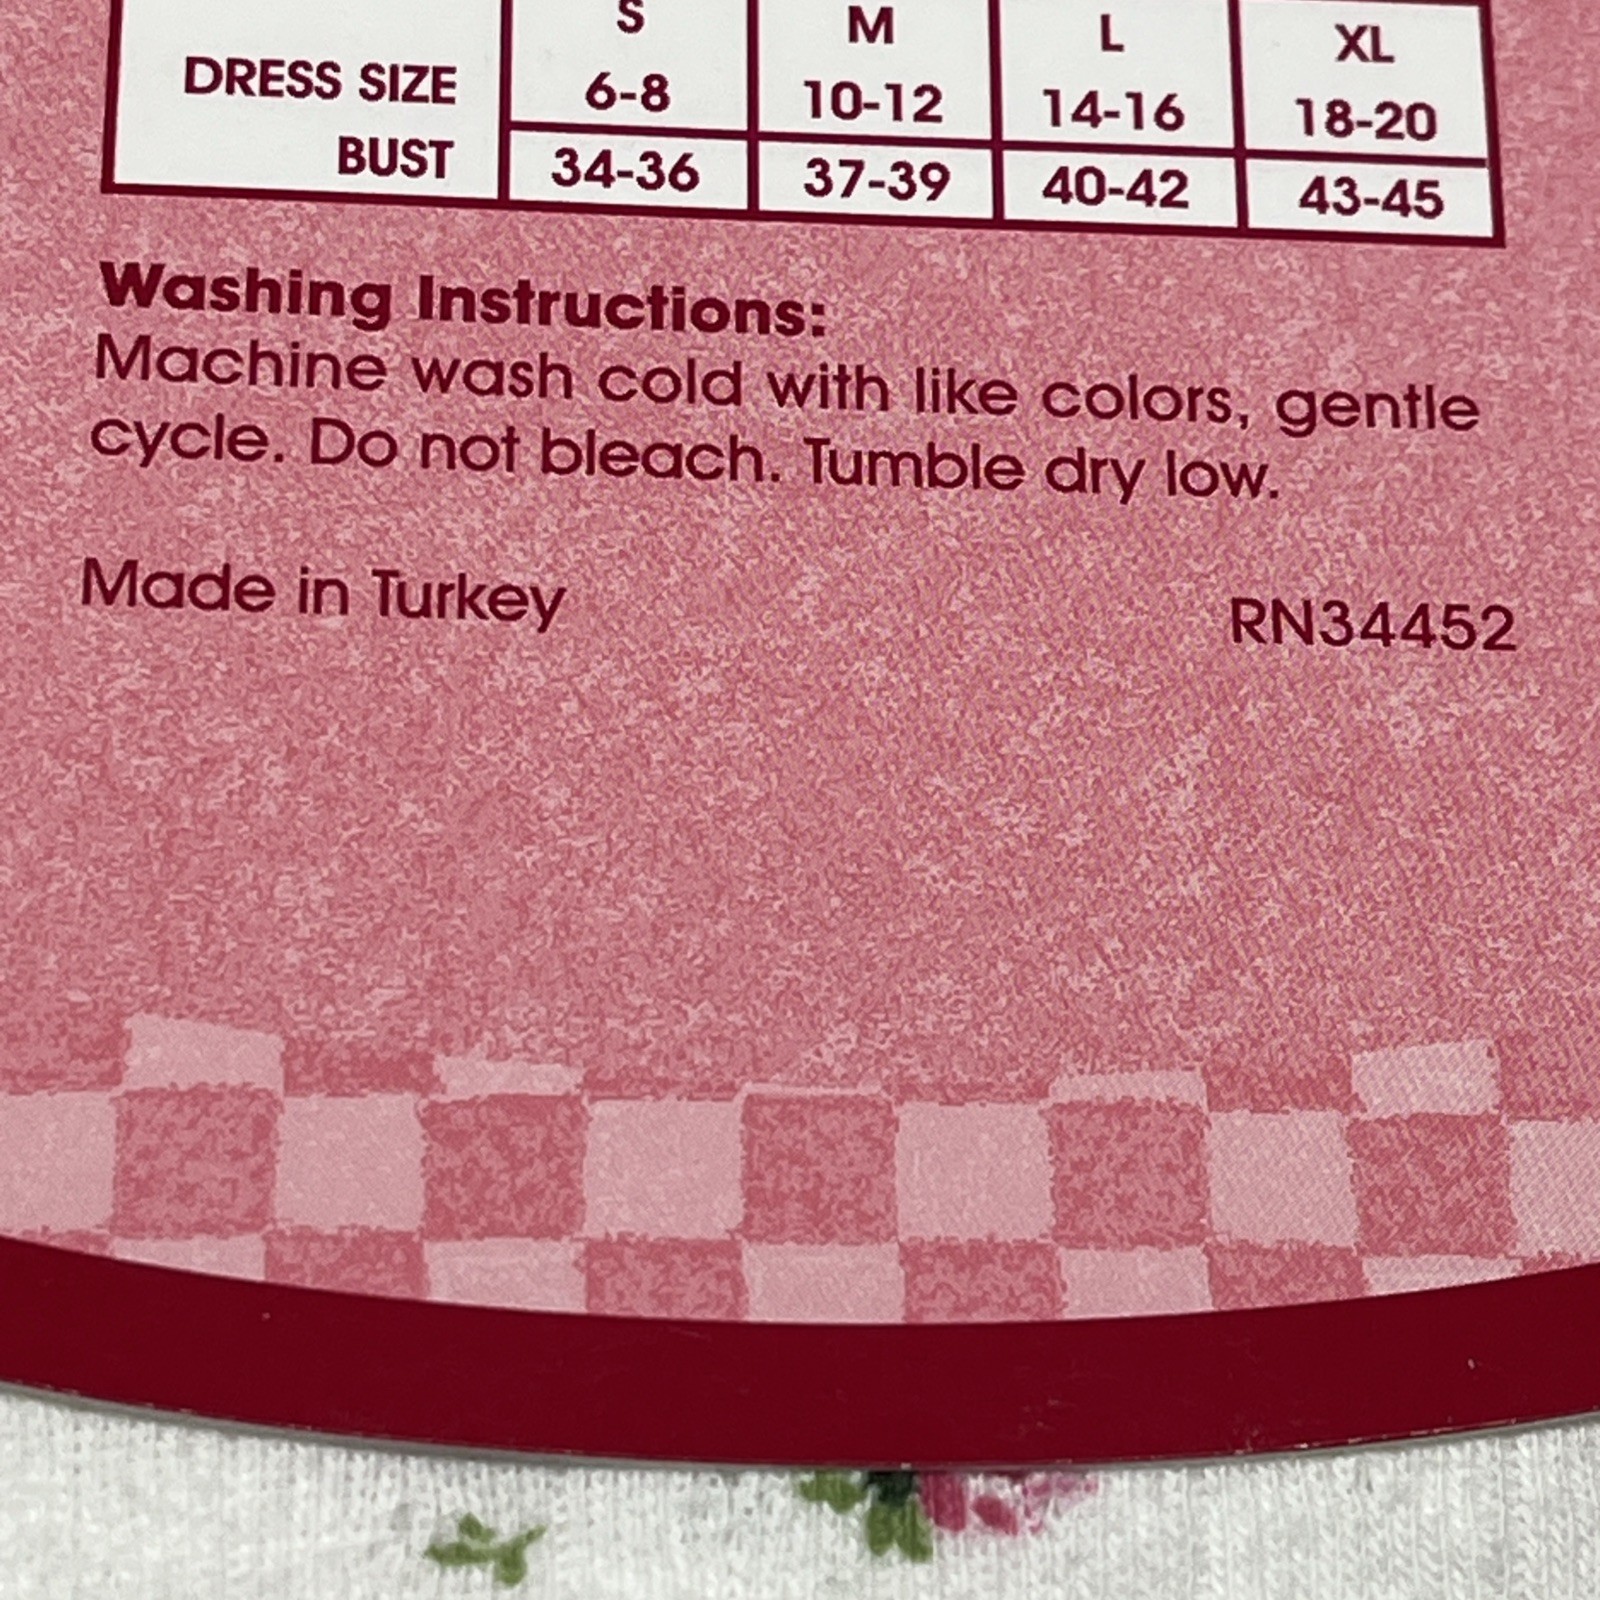 S M L XL
DRESS SIZE 6-8 10-12 14-16 18-20
BUST 34-36 37-39 40-42 43-45
Washing Instructions:
Machine wash cold with like colors, gentle
cycle. Do not bleach. Tumble dry low.
Made in Turkey RN34452